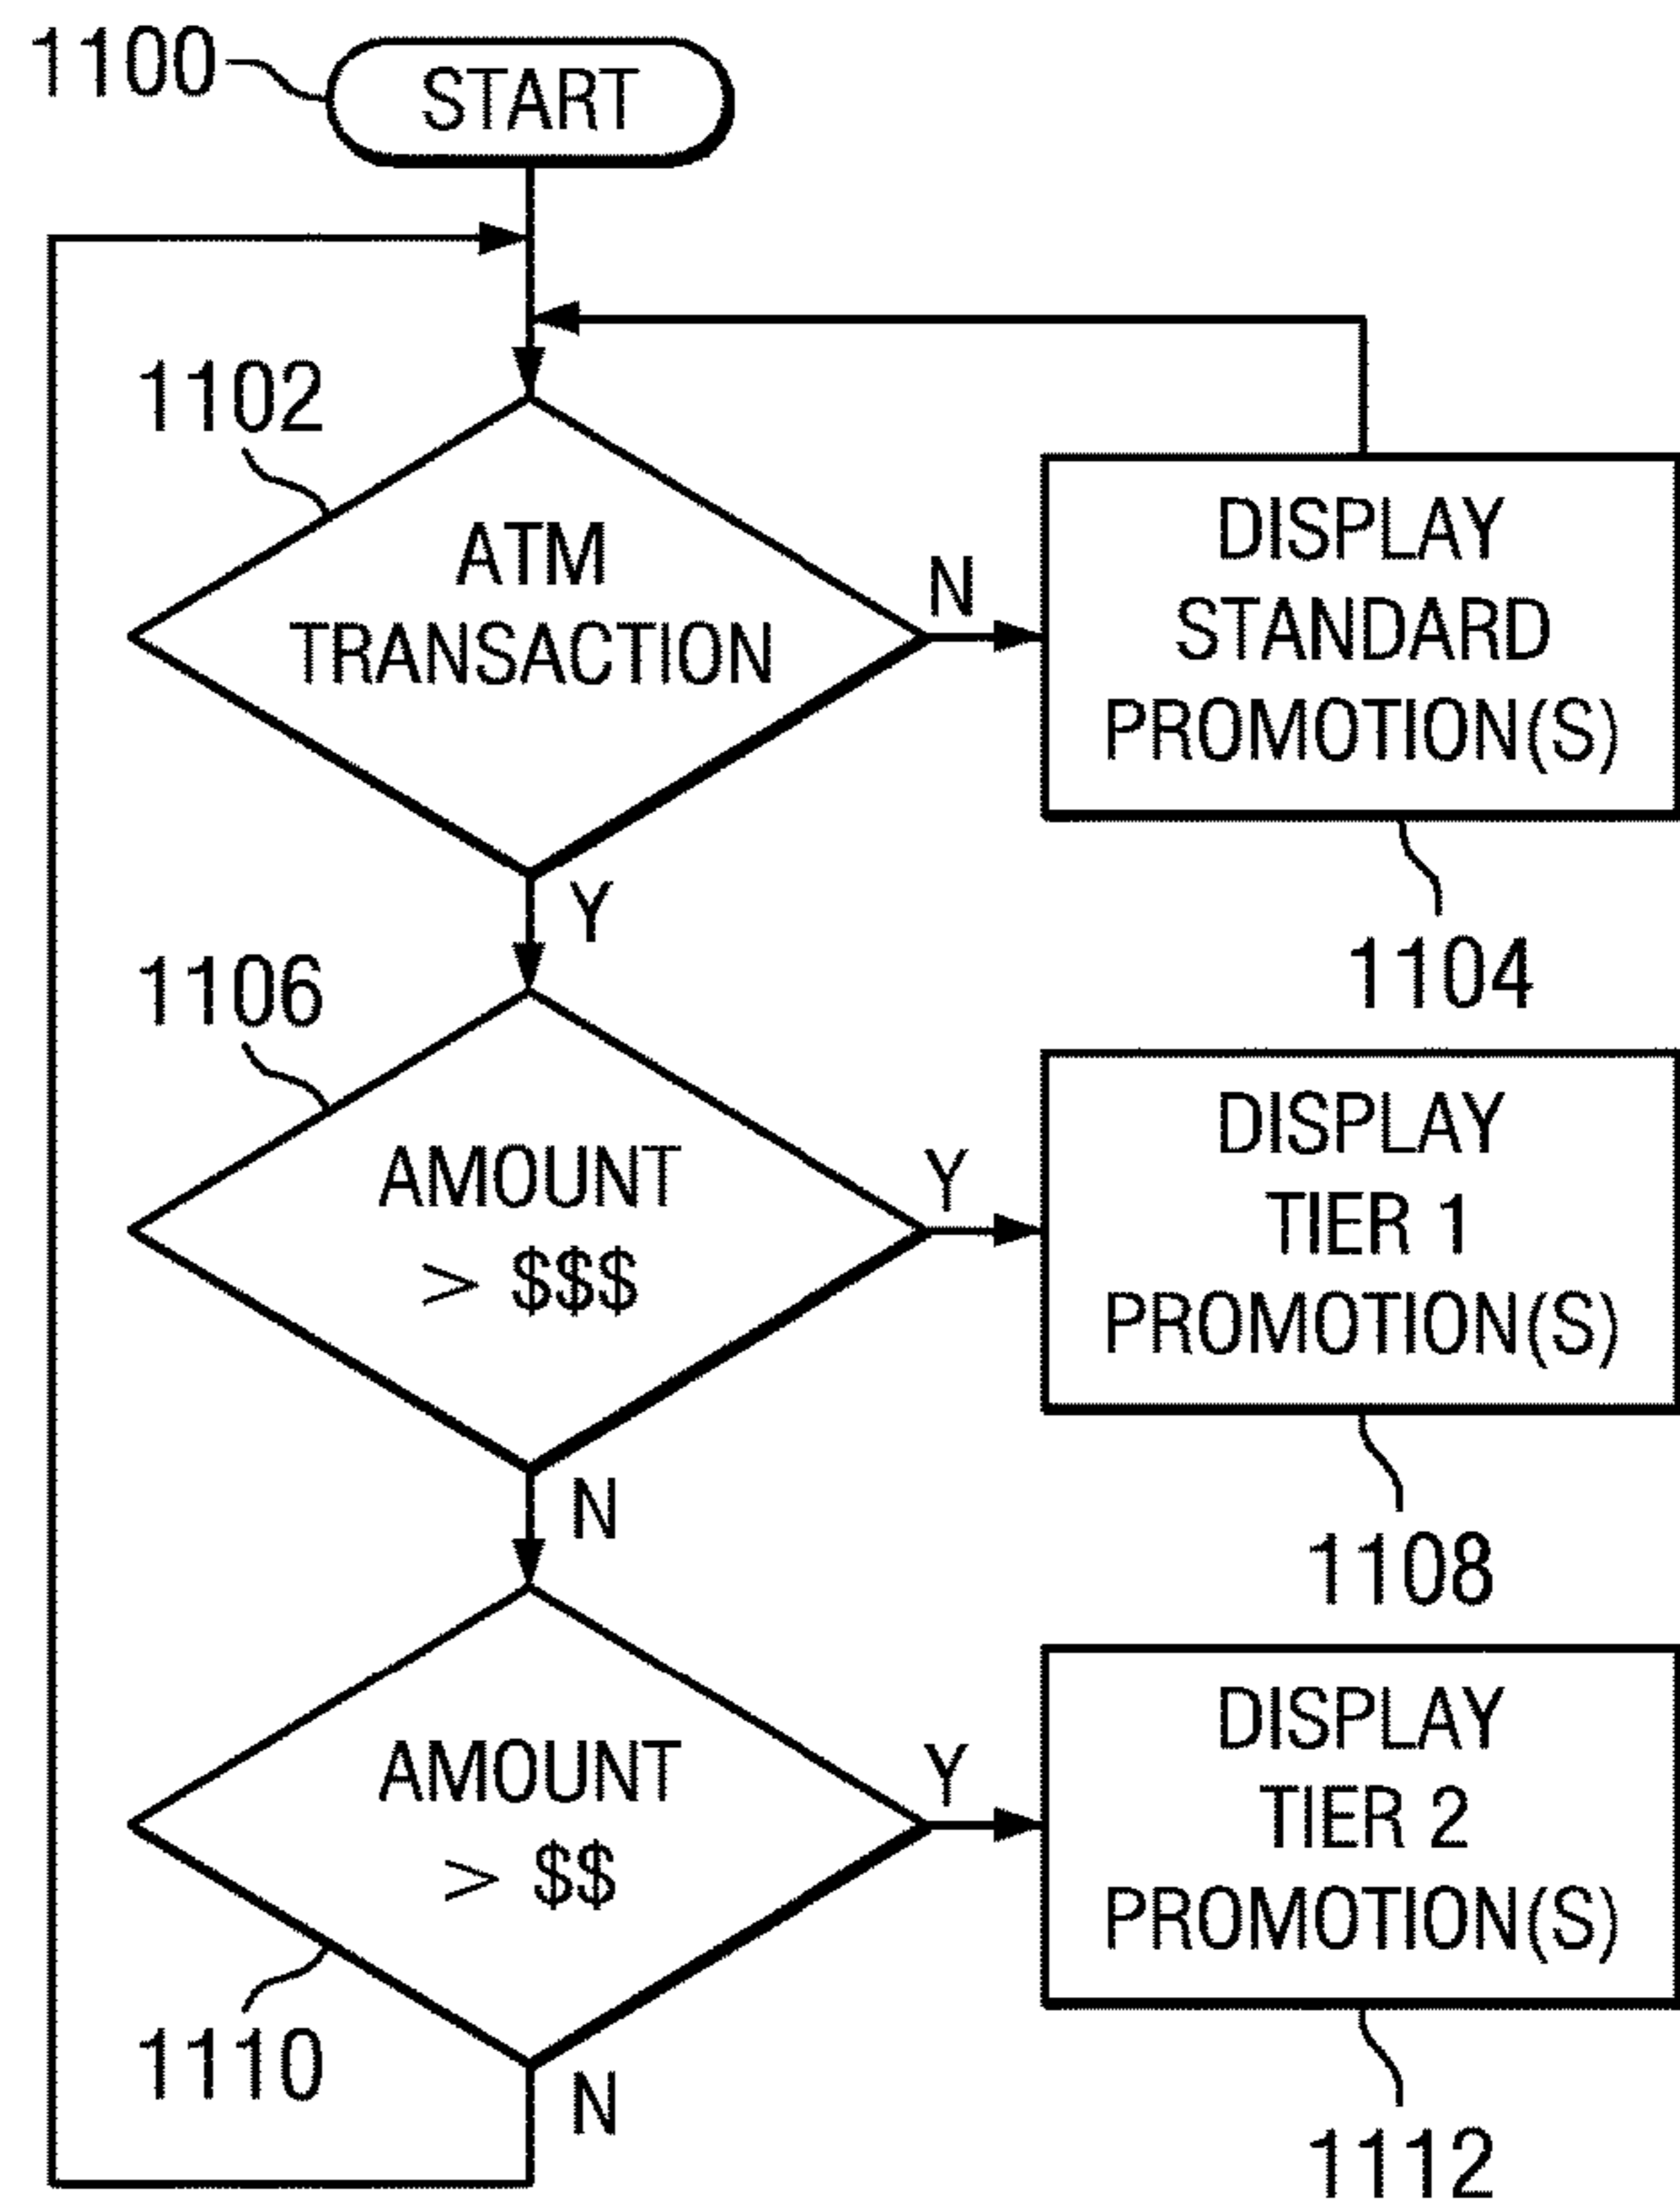 1100
START
1102
ATM
TRANSACTION
N
DISPLAY
STANDARD
PROMOTION(S)
1104
Y
1106
AMOUNT
> $$$
Y
DISPLAY
TIER 1
PROMOTION(S)
1108
N
AMOUNT
> $$
1110
Y
DISPLAY
TIER 2
PROMOTION(S)
1112
N